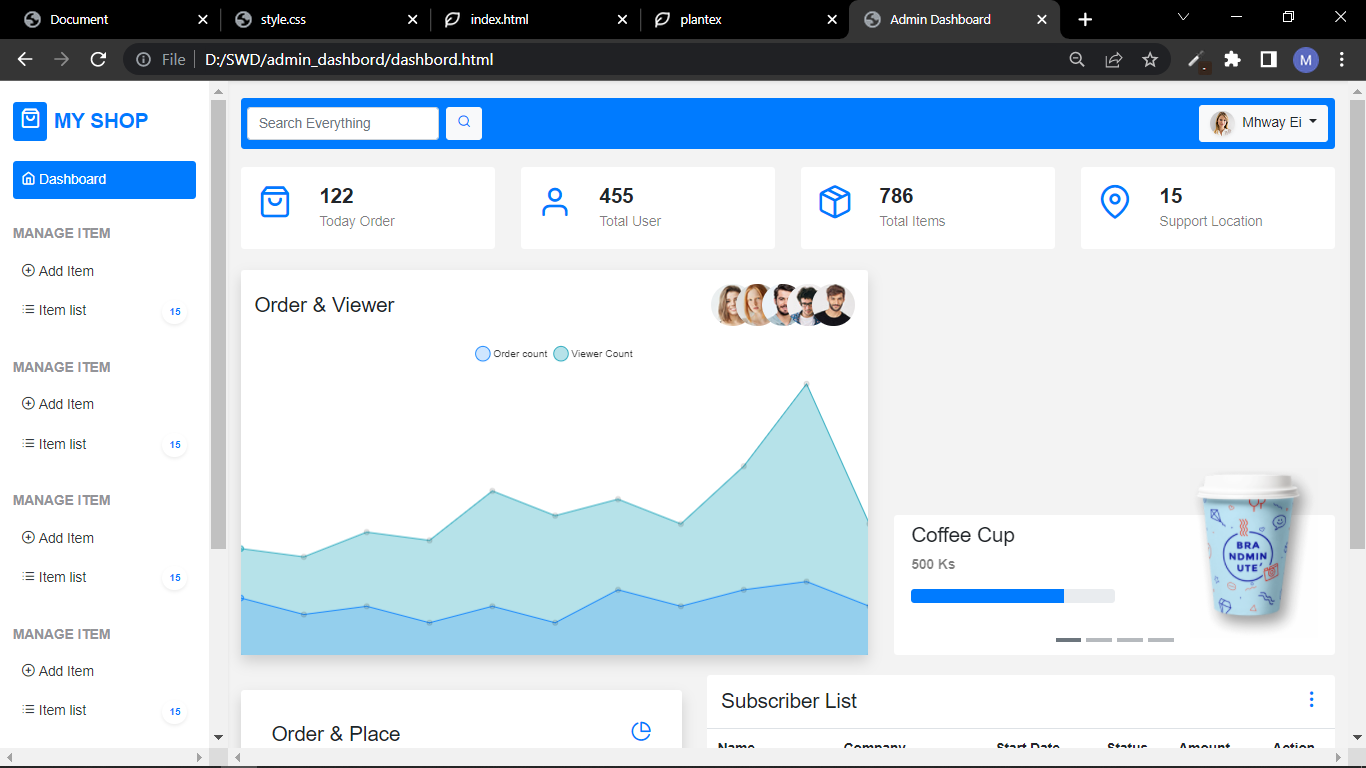 Document
style.css
index.html
plantex
Admin Dashboard
File
D:/SWD/admin_dashbord/dashbord.html
M
MY SHOP
Dashboard
MANAGE ITEM
Add Item
Item list 15
MANAGE ITEM
Add Item
Item list 15
MANAGE ITEM
Add Item
Item list 15
MANAGE ITEM
Add Item
Item list 15
Search Everything
Mhway Ei
122
Today Order
455
Total User
786
Total Items
15
Support Location
Order & Viewer
Order count Viewer Count
Coffee Cup
500 Ks
BRA
NDMIN
UTE'
Order & Place
Subscriber List
Name Company Start Date Status Amount Action